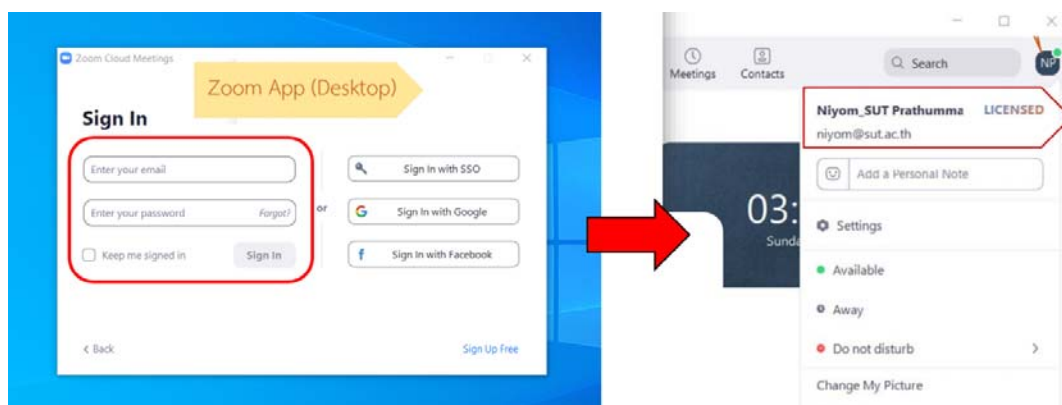 Zoom Cloud Meetings
Zoom App (Desktop)
Sign In
Enter your email
Enter your password Forgot?
Keep me signed in Sign In
or
Sign In with SSO
Sign In with Google
Sign In with Facebook
< Back
Sign Up Free
Meetings Contacts
Search
NP
Niyom_SUT Prathumma LICENSED
niyom@sut.ac.th
Add a Personal Note
03:
Sunda
Settings
Available
Away
Do not disturb
Change My Picture